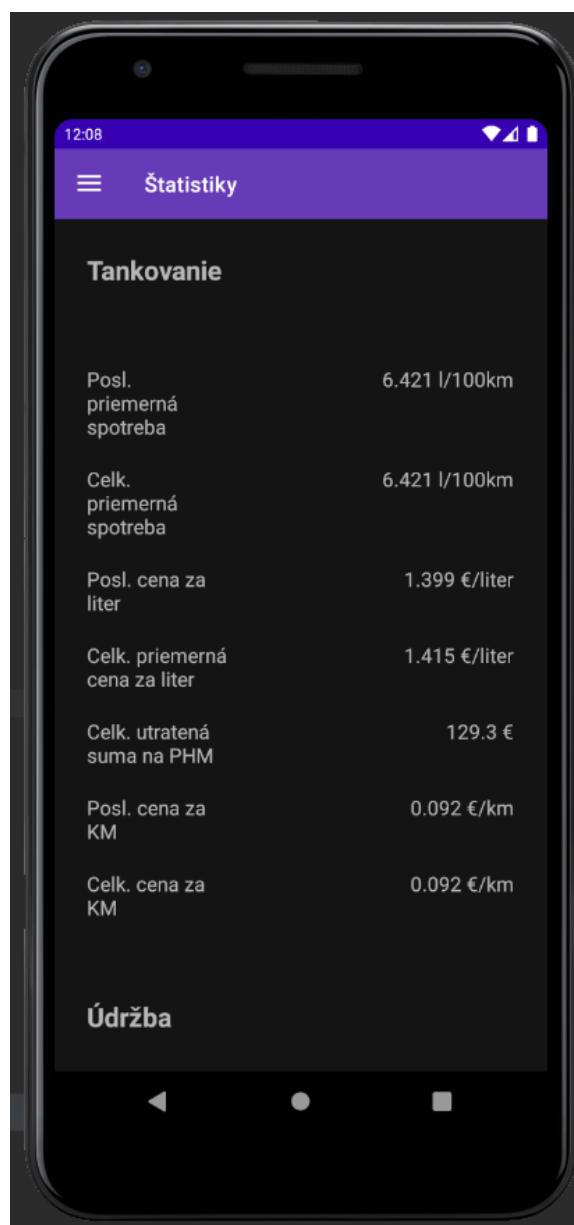 12:08
Štatistiky
Tankovanie
Posl.
priemerná
spotreba
6.421 l/100km
Celk.
priemerná
spotreba
6.421 l/100km
Posl. cena za
liter
1.399 €/liter
Celk. priemerná
cena za liter
1.415 €/liter
Celk. utratená
suma na PHM
129.3 €
Posl. cena za
KM
0.092 €/km
Celk. cena za
KM
0.092 €/km
Údržba